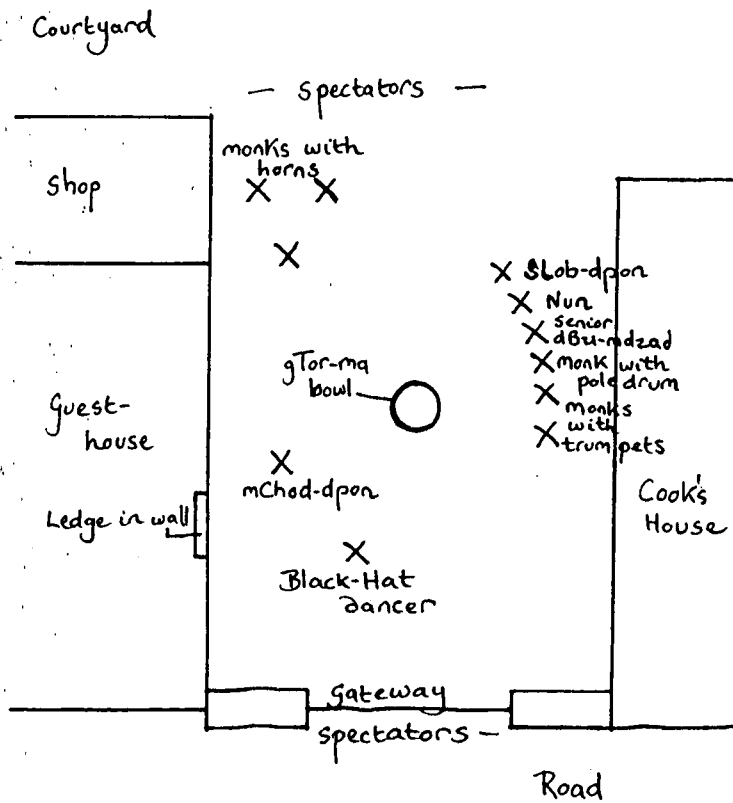 Courtyard
— Spectators —
monks with
horns
Shop
SLob-dpon
Nun
senior
dBu-mdzad
monk with
pole drum
monks
with
trumpets
gTor-ma
bowl
Guest-
house
mChod-dpon
Ledge in wall
Cook's
House
Black-Hat
dancer
Gateway
Spectators —
Road